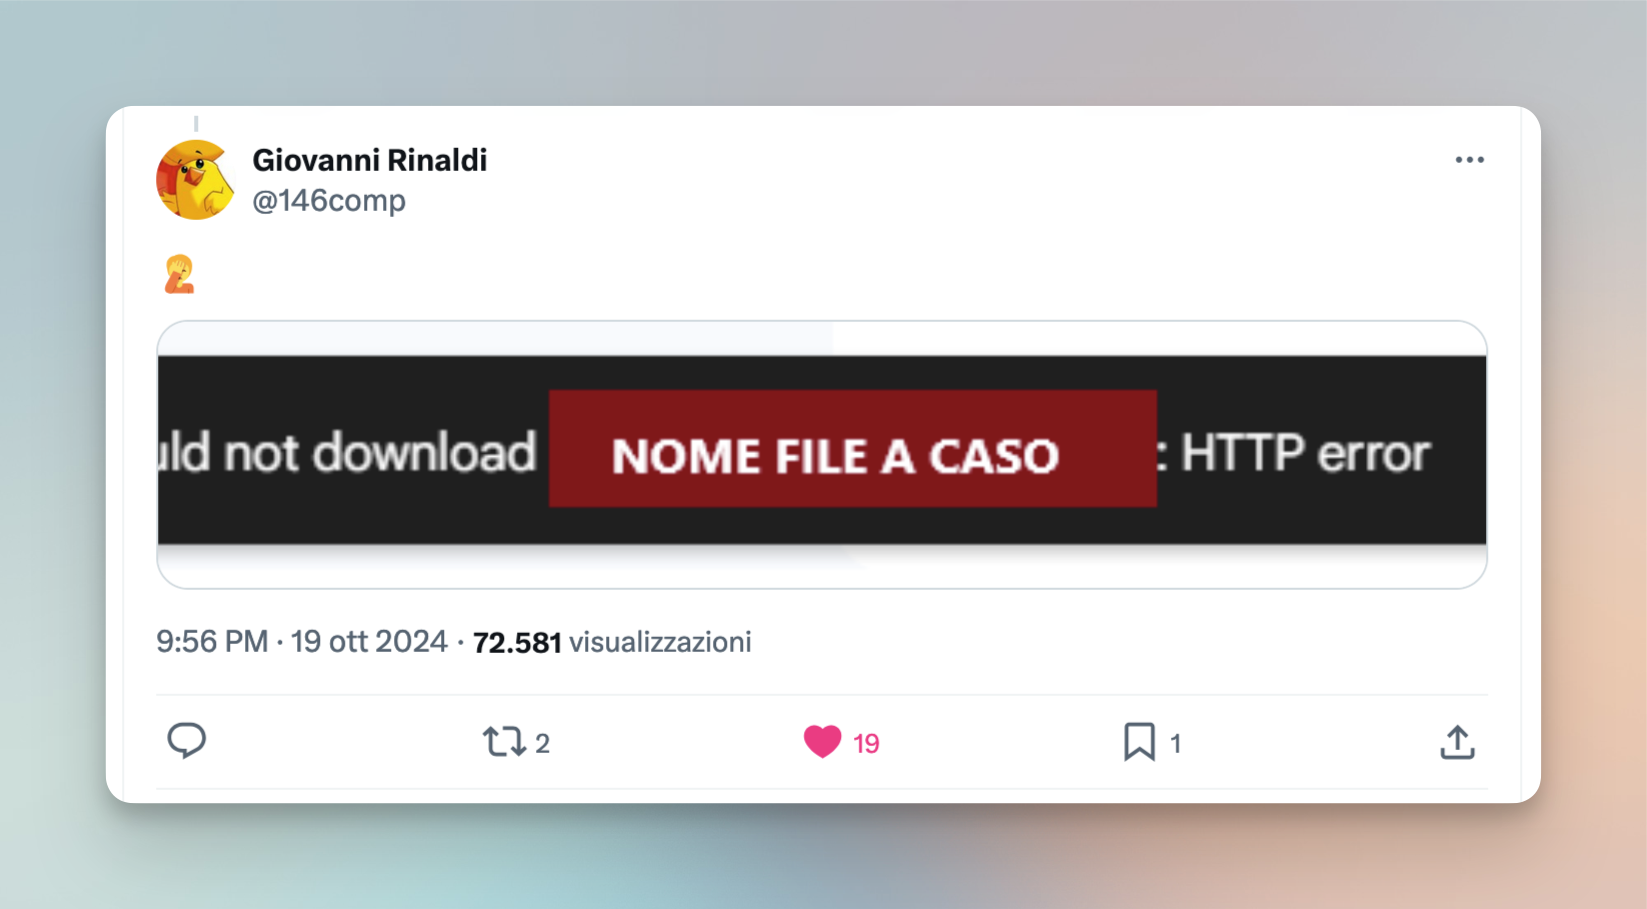 Giovanni Rinaldi
@146comp
🤦
uld not download NOME FILE A CASO : HTTP error
9:56 PM · 19 ott 2024 · 72.581 visualizzazioni
2 19 1